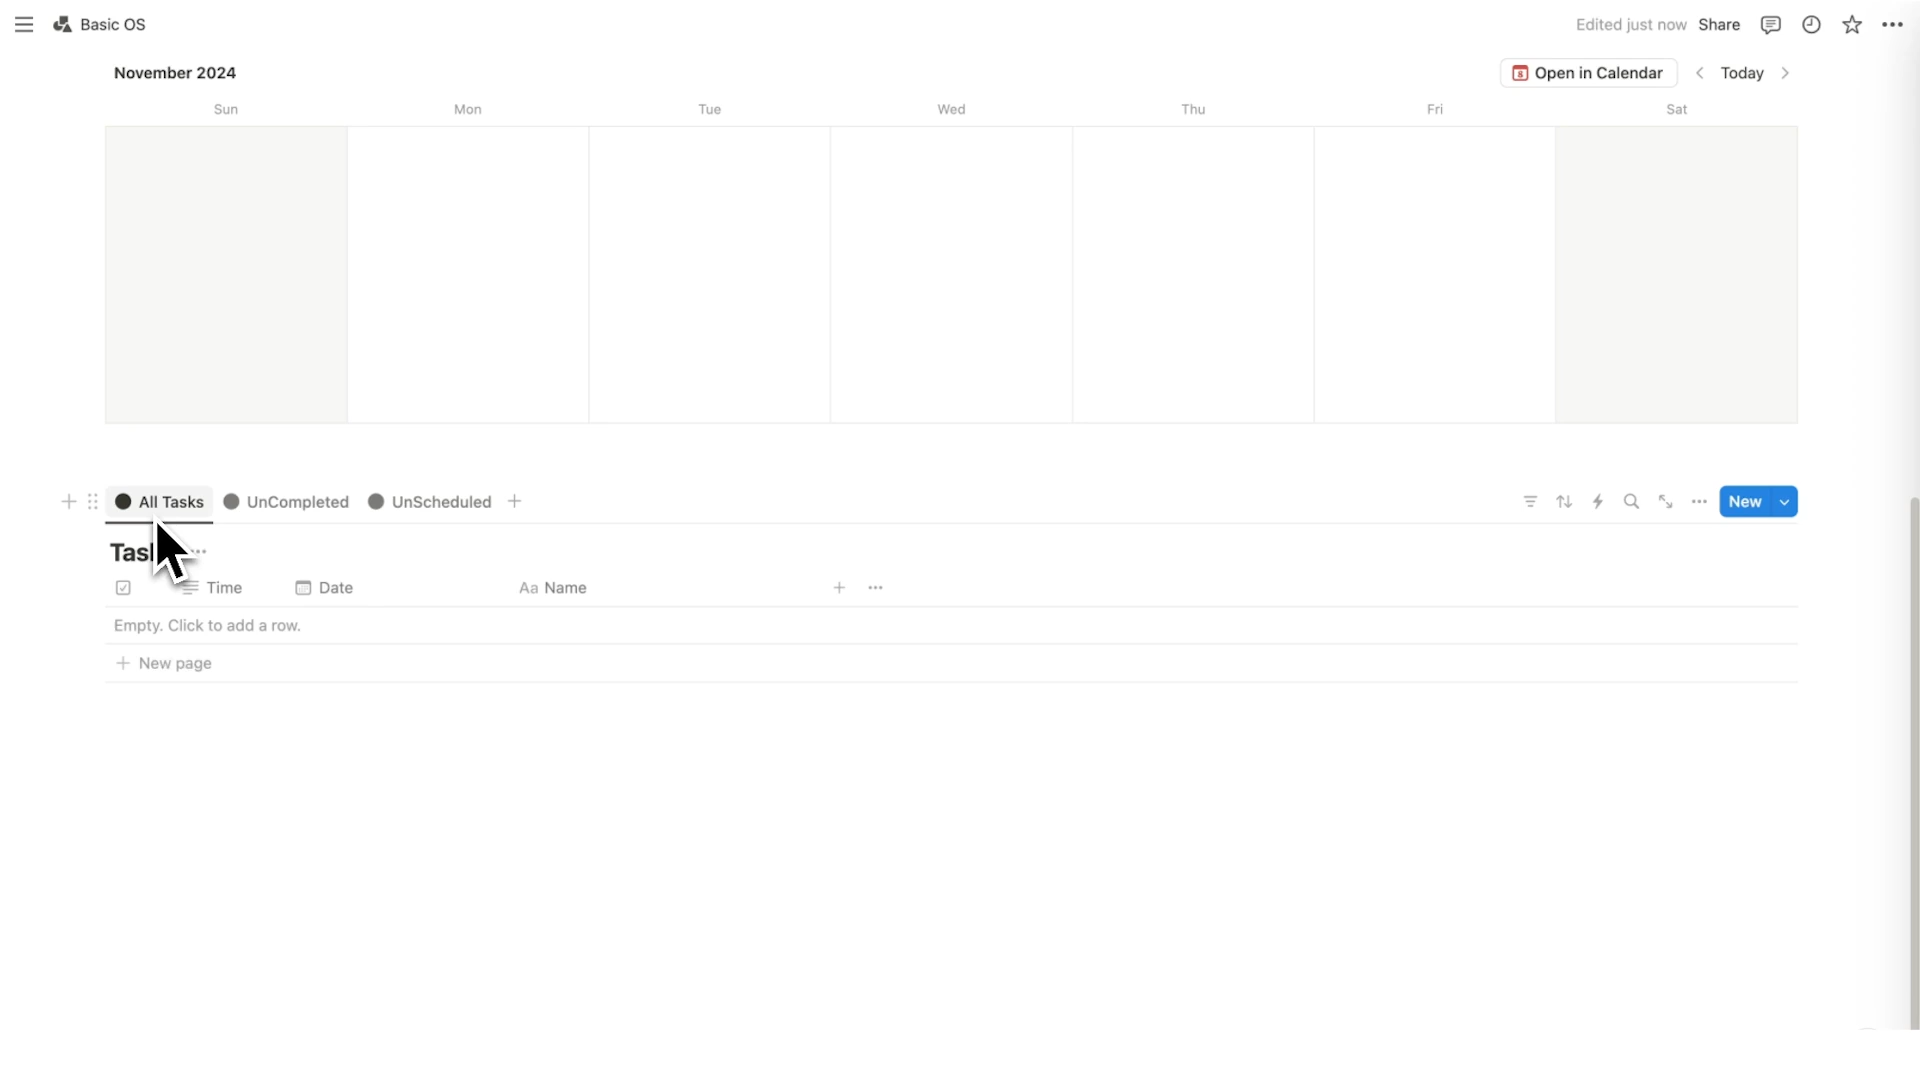 Basic OS
Edited just now Share
November 2024
8 Open in Calendar Today
Sun Mon Tue Wed Thu Fri Sat
All Tasks UnCompleted UnScheduled New
Time Date Aa Name
Empty. Click to add a row.
New page